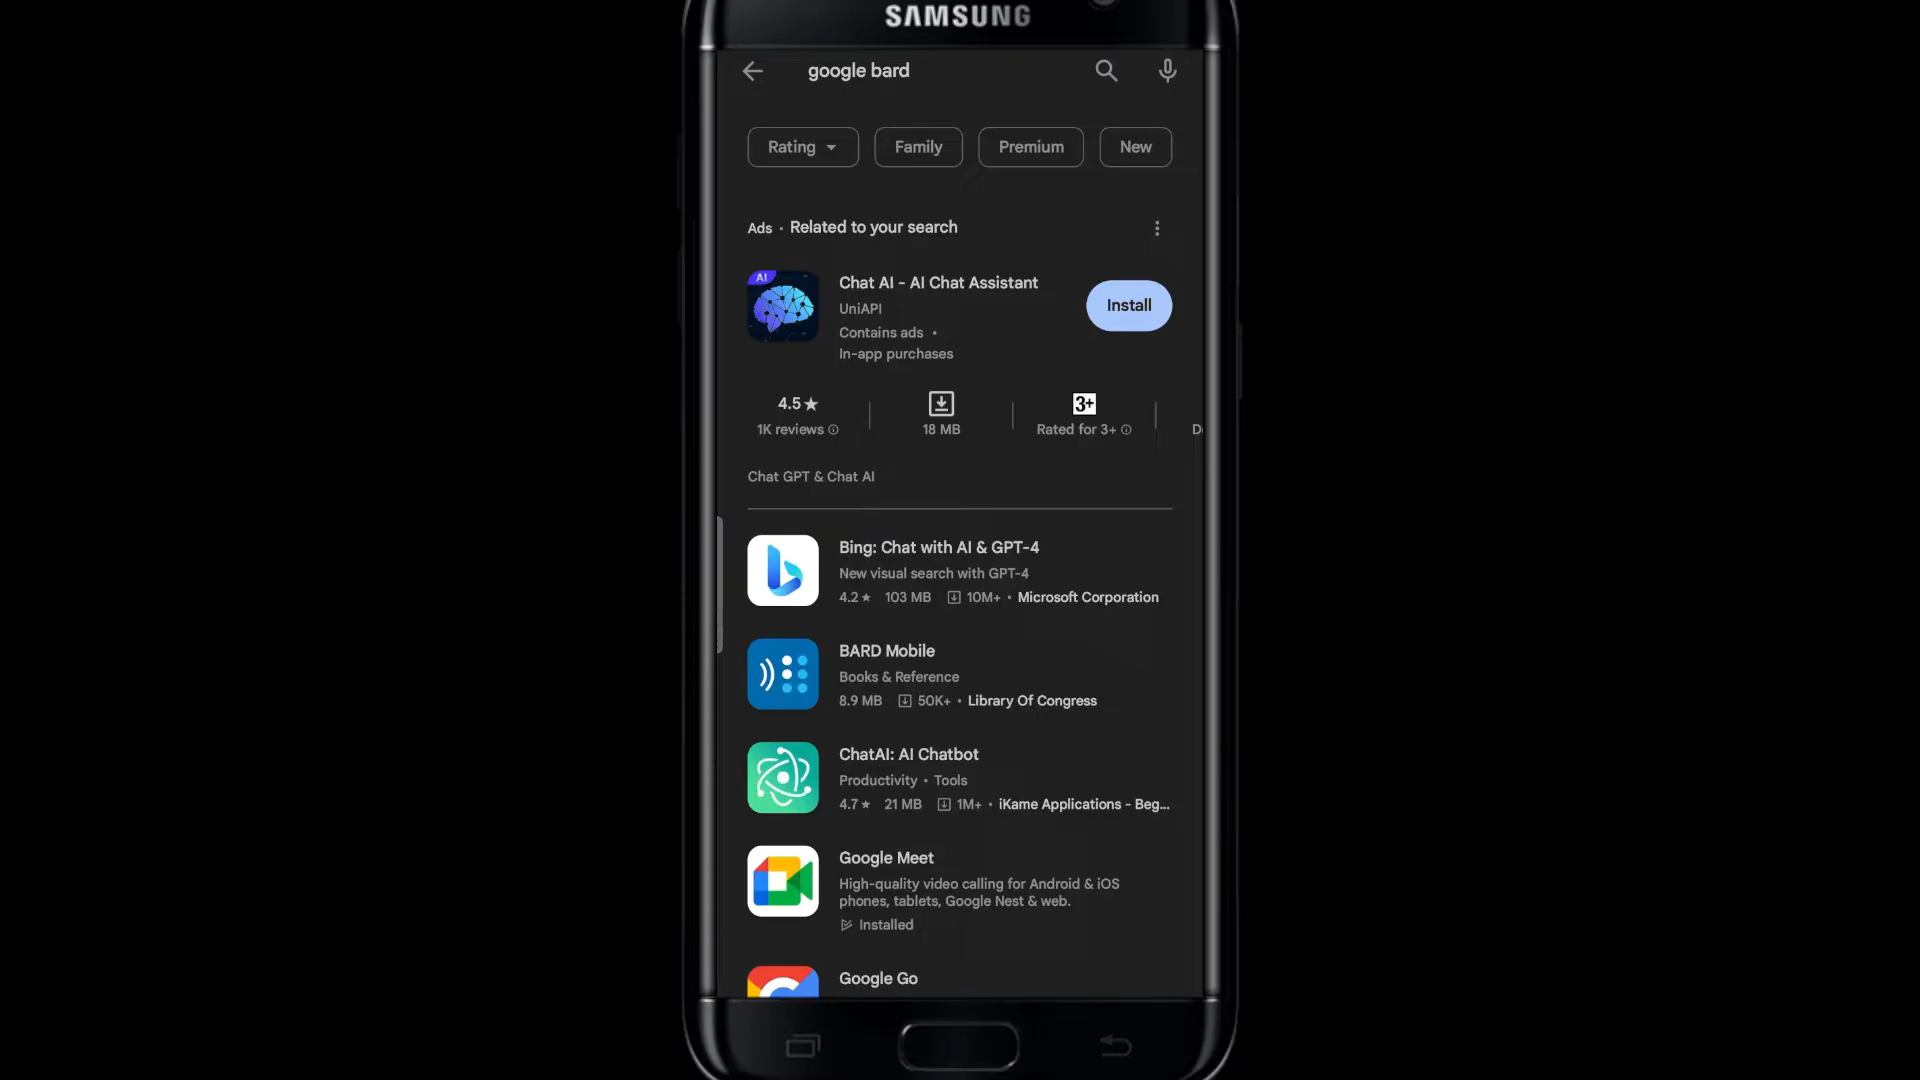 SAMSUNG
google bard
Rating
Family
Premium
New
Ads • Related to your search
AI
Chat AI - AI Chat Assistant
UniAPI
Contains ads •
In-app purchases
Install
4.5★
1K reviews
18 MB
3+
Rated for 3+
D
Chat GPT & Chat AI
Bing: Chat with AI & GPT-4
New visual search with GPT-4
4.2★ 103 MB 10M+ • Microsoft Corporation
BARD Mobile
Books & Reference
8.9 MB 50K+ • Library Of Congress
ChatAI: AI Chatbot
Productivity • Tools
4.7★ 21 MB 1M+ • iKame Applications - Beg...
Google Meet
High-quality video calling for Android & iOS
phones, tablets, Google Nest & web.
Installed
Google Go